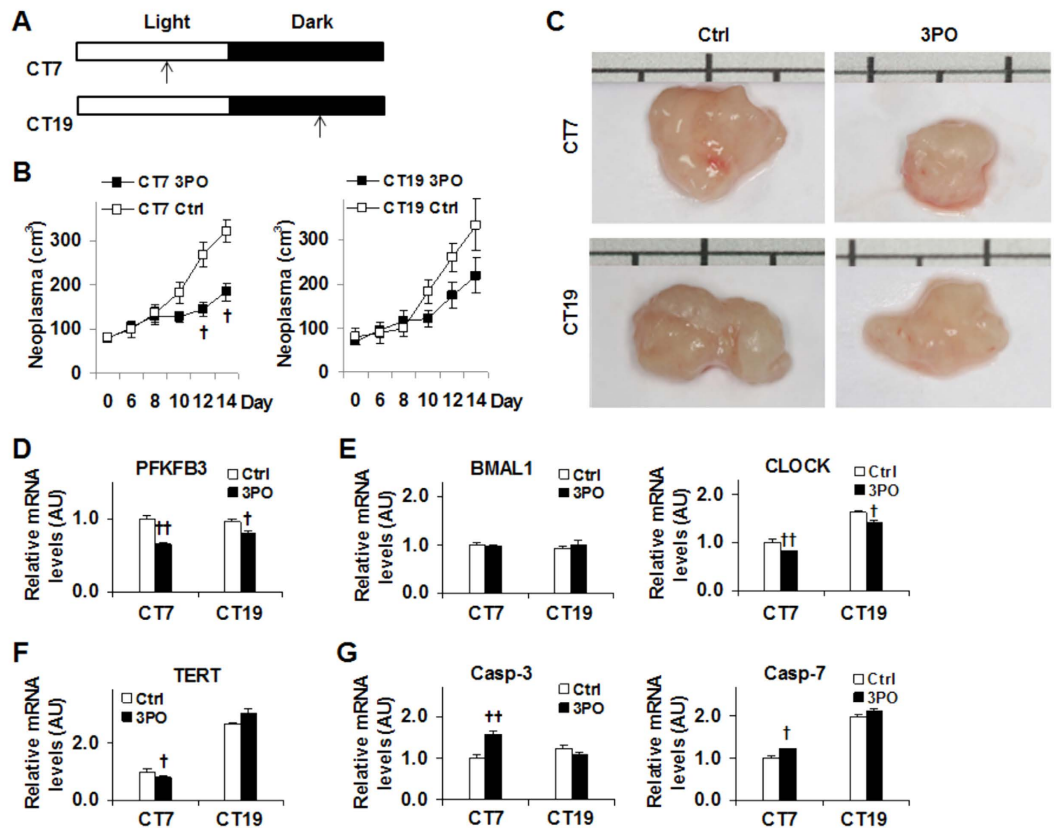 A
Light Dark
CT7
CT19
B
CT7 3PO
CT7 Ctrl
Neoplasma (cm³)
300
200
100
0
0 6 8 10 12 14 Day
† †
CT19 3PO
CT19 Ctrl
Neoplasma (cm³)
300
200
100
0
0 6 8 10 12 14 Day
C
Ctrl 3PO
CT7
CT19
D
PFKFB3
Ctrl
3PO
Relative mRNA
levels (AU)
1.0
0.0
†† †
CT7 CT19
E
BMAL1
Ctrl
3PO
Relative mRNA
levels (AU)
2.0
1.0
0.0
CT7 CT19
CLOCK
Ctrl
3PO
Relative mRNA
levels (AU)
2.0
1.0
0.0
†† †
CT7 CT19
F
TERT
Ctrl
3PO
Relative mRNA
levels (AU)
2.0
0.0
†
CT7 CT19
G
Casp-3
Ctrl
3PO
Relative mRNA
levels (AU)
2.0
1.0
0.0
††
CT7 CT19
Casp-7
Ctrl
3PO
Relative mRNA
levels (AU)
2.0
1.0
0.0
†
CT7 CT19